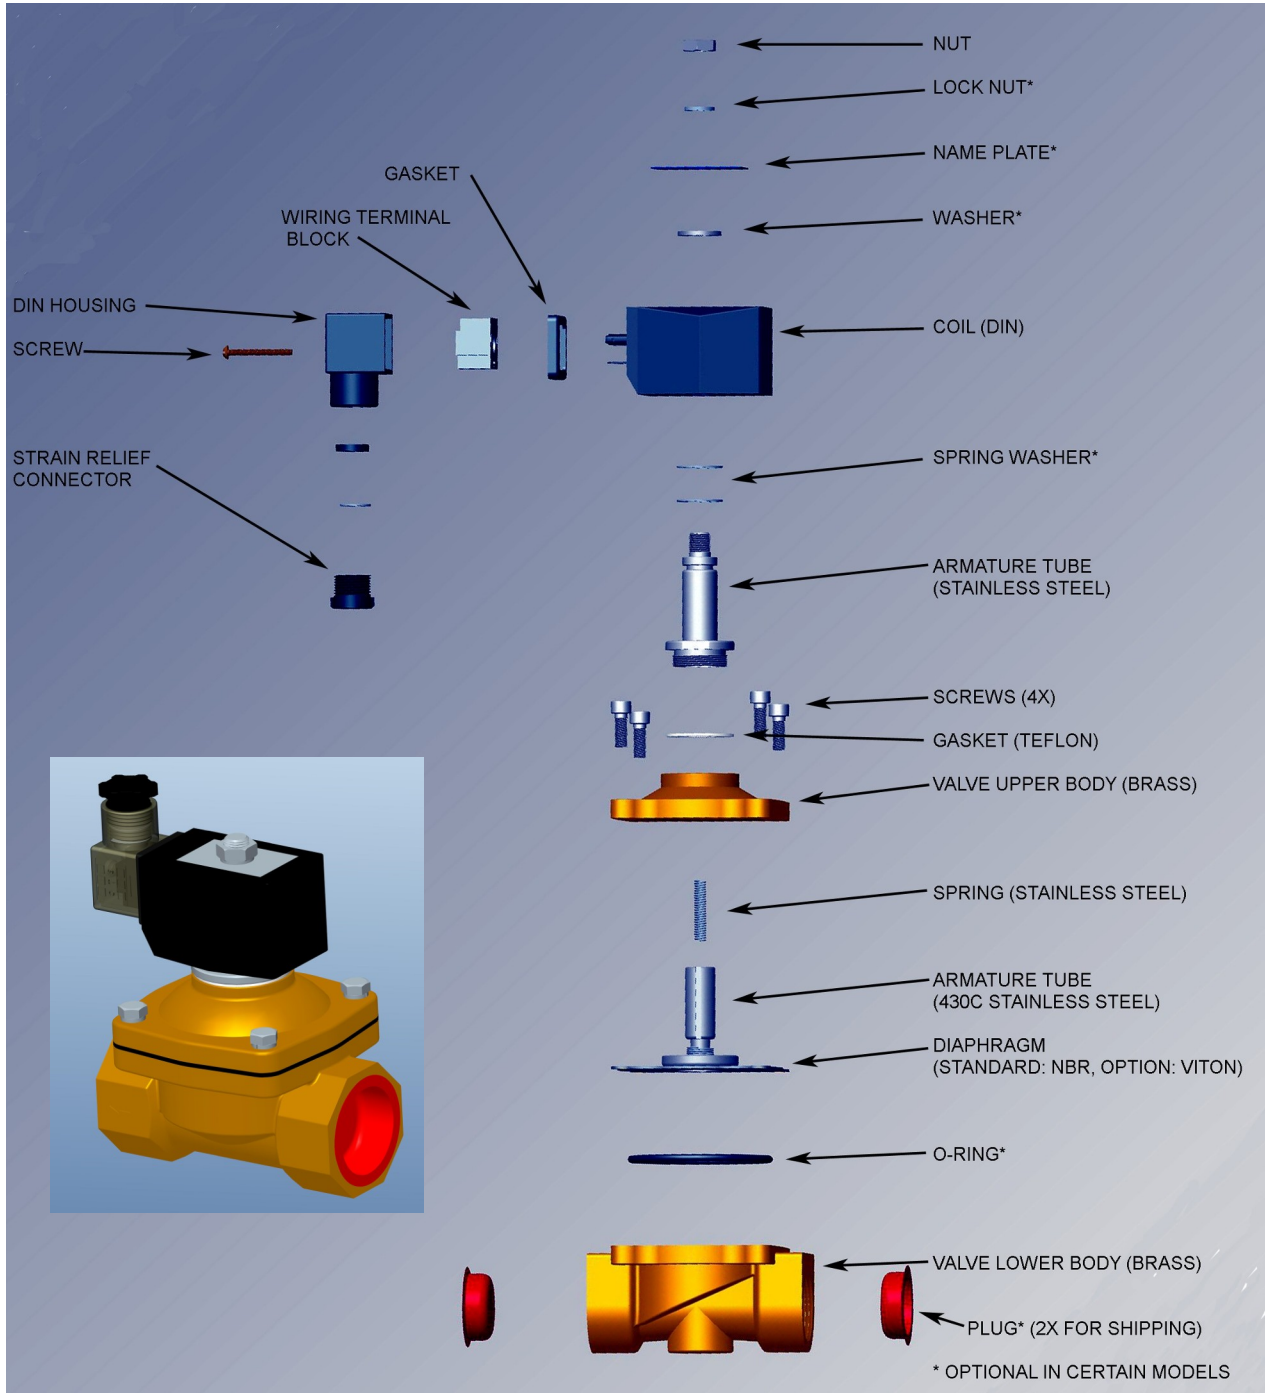 NUT
LOCK NUT*
NAME PLATE*
GASKET
WIRING TERMINAL
BLOCK
WASHER*
DIN HOUSING
COIL (DIN)
SCREW
STRAIN RELIEF
CONNECTOR
SPRING WASHER*
ARMATURE TUBE
(STAINLESS STEEL)
SCREWS (4X)
GASKET (TEFLON)
VALVE UPPER BODY (BRASS)
SPRING (STAINLESS STEEL)
ARMATURE TUBE
(430C STAINLESS STEEL)
DIAPHRAGM
(STANDARD: NBR, OPTION: VITON)
O-RING*
VALVE LOWER BODY (BRASS)
PLUG* (2X FOR SHIPPING)
* OPTIONAL IN CERTAIN MODELS